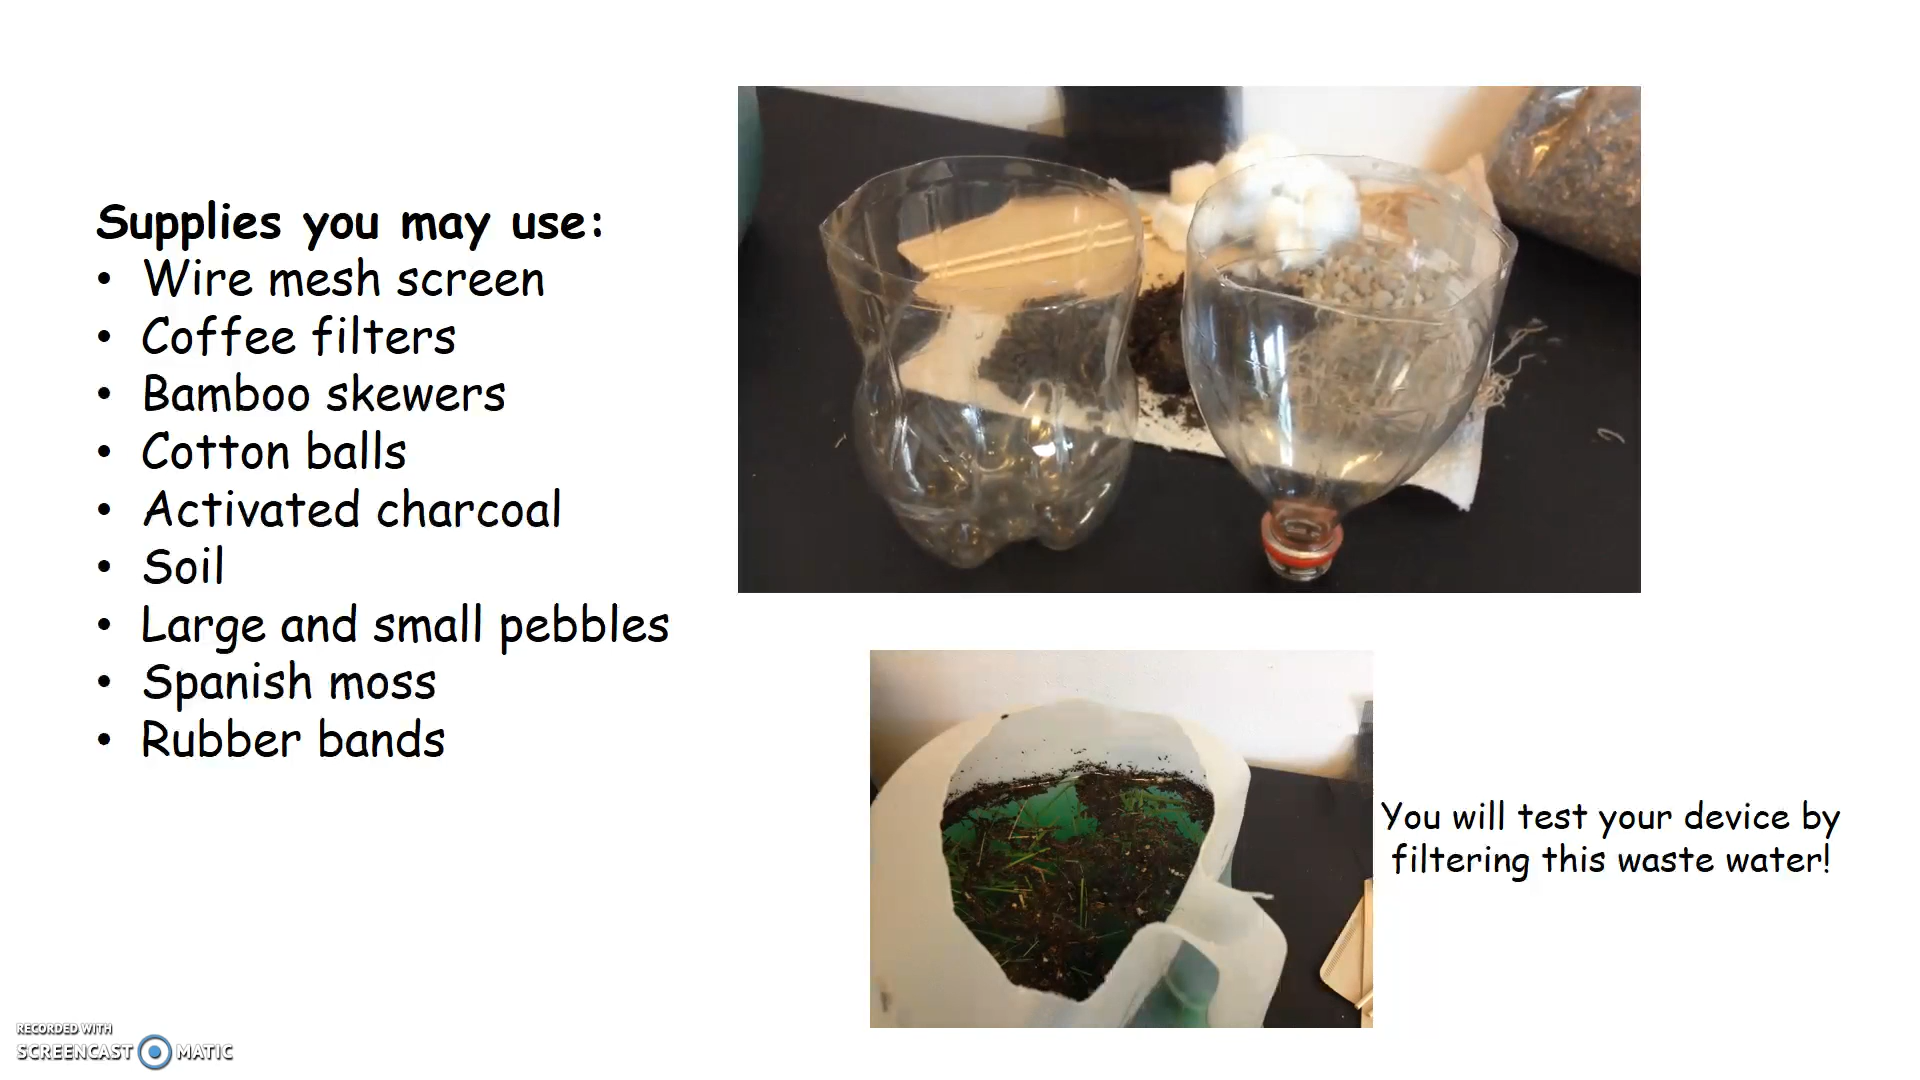 Supplies you may use:
• Wire mesh screen
• Coffee filters
• Bamboo skewers
• Cotton balls
• Activated charcoal
• Soil
• Large and small pebbles
• Spanish moss
• Rubber bands
You will test your device by
filtering this waste water!
RECORDED WITH
SCREENCAST MATIC